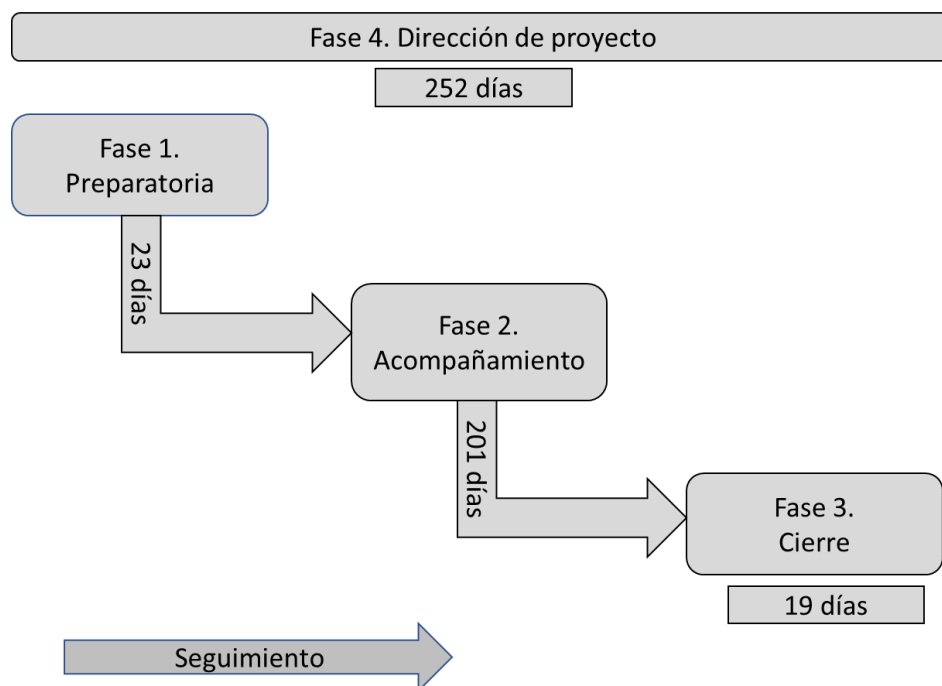 Fase 4. Dirección de proyecto
252 días
Fase 1.
Preparatoria
23 días
Fase 2.
Acompañamiento
201 días
Fase 3.
Cierre
19 días
Seguimiento